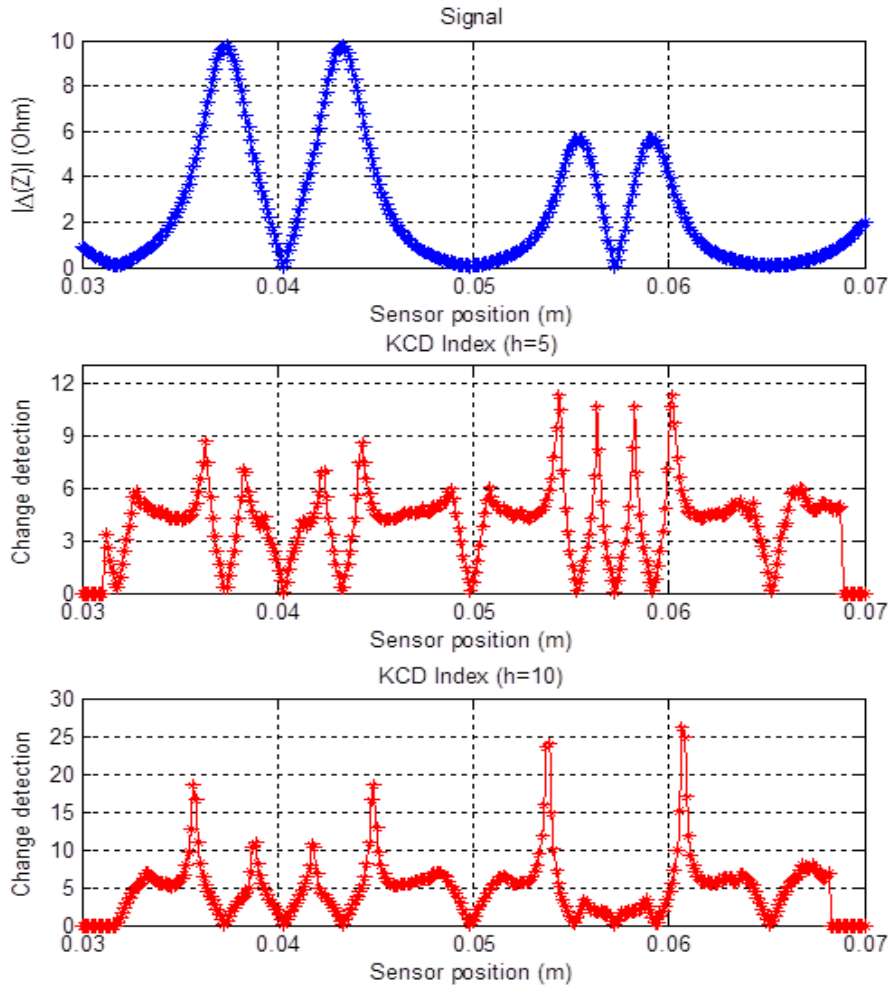 Signal
10
8
6
4
2
0
|Δ(Z)| (Ohm)
0.03 0.04 0.05 0.06 0.07
Sensor position (m)
KCD Index (h=5)
12
9
6
3
0
Change detection
0.03 0.04 0.05 0.06 0.07
Sensor position (m)
KCD Index (h=10)
30
25
20
15
10
5
0
Change detection
0.03 0.04 0.05 0.06 0.07
Sensor position (m)